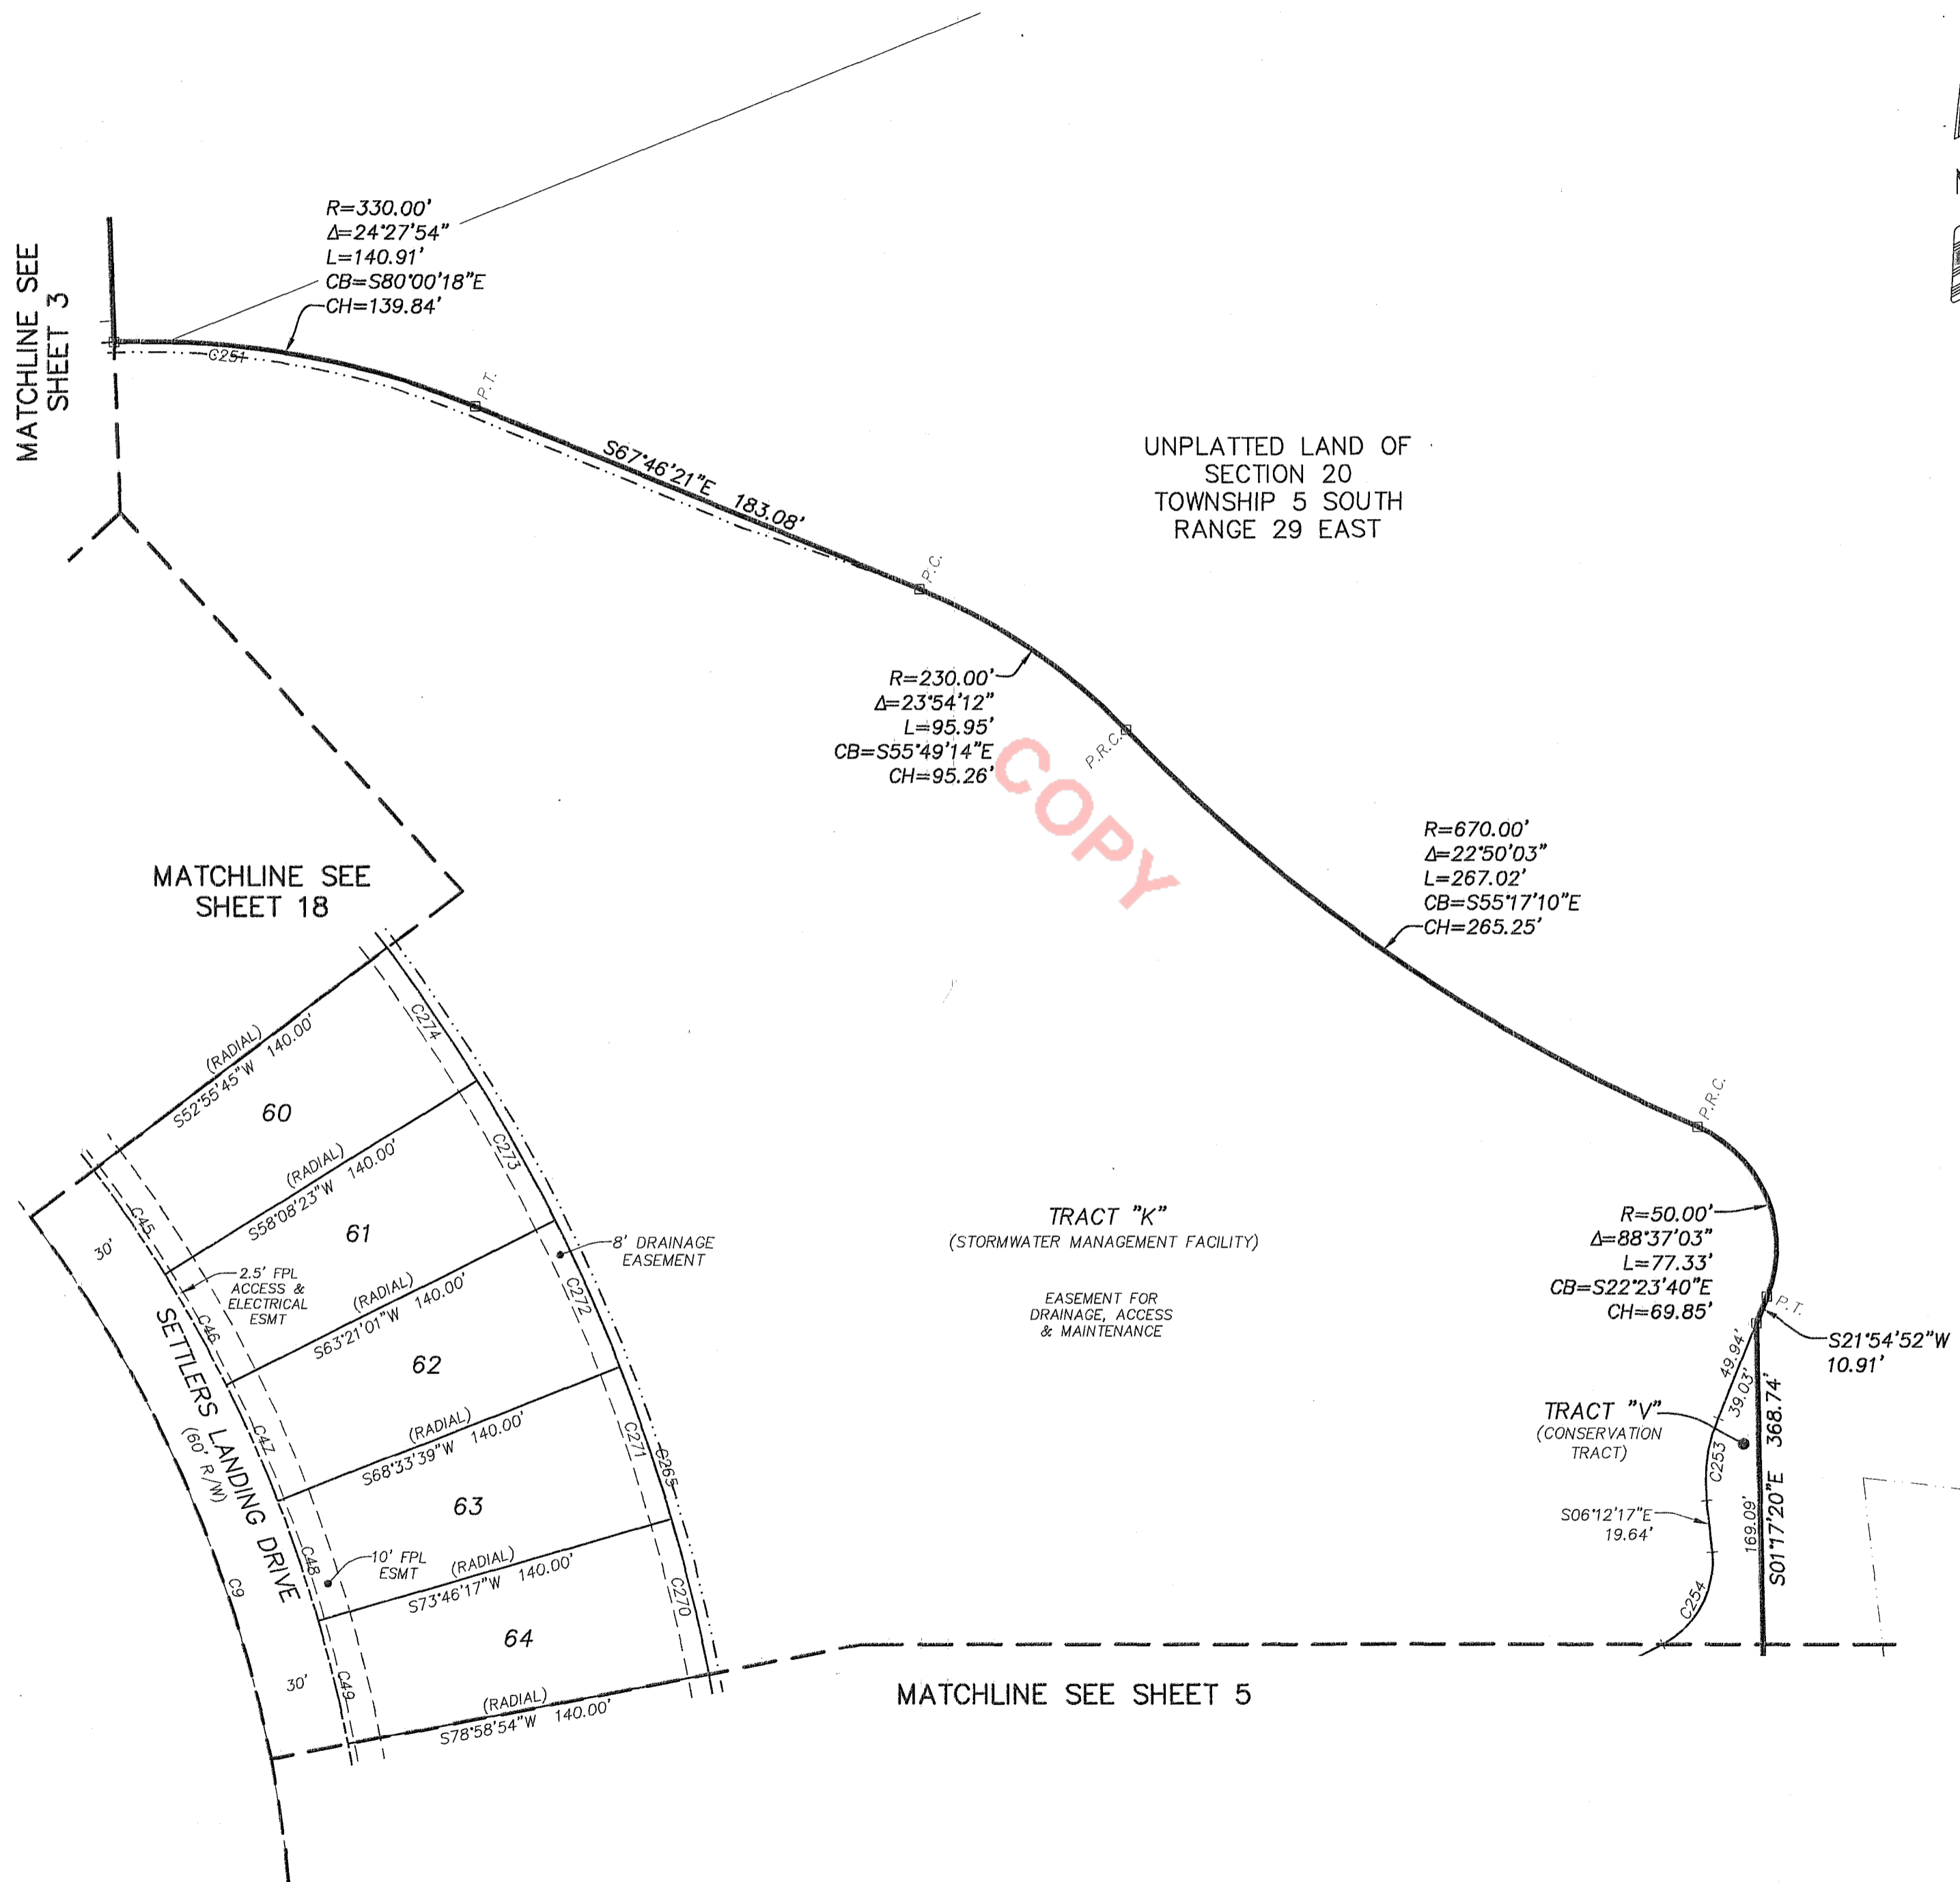 MATCHLINE SEE
SHEET 3
R=330.00'
Δ=24°27'54"
L=140.91'
CB=S80°00'18"E
CH=139.84'
C251
P.T.
S67°46'21"E 183.08'
UNPLATTED LAND OF
SECTION 20
TOWNSHIP 5 SOUTH
RANGE 29 EAST
P.C.
R=230.00'
Δ=23°54'12"
L=95.95'
CB=S55°49'14"E
CH=95.26'
P.R.C.
COPY
R=670.00'
Δ=22°50'03"
L=267.02'
CB=S55°17'10"E
CH=265.25'
MATCHLINE SEE
SHEET 18
P.R.C.
(RADIAL)
S52°55'45"W 140.00'
C274
60
(RADIAL)
S58°08'23"W 140.00'
C273
C45
30'
61
2.5' FPL
ACCESS &
ELECTRICAL
ESMT
8' DRAINAGE
EASEMENT
(RADIAL)
S63°21'01"W 140.00'
C272
C46
62
SETTLERS LANDING DRIVE
(60' R/W)
C47
(RADIAL)
S68°33'39"W 140.00'
C271
C265
63
C48
10' FPL
ESMT
(RADIAL)
S73°46'17"W 140.00'
C270
C9
64
30'
C49
(RADIAL)
S78°58'54"W 140.00'
TRACT "K"
(STORMWATER MANAGEMENT FACILITY)
EASEMENT FOR
DRAINAGE, ACCESS
& MAINTENANCE
R=50.00'
Δ=88°37'03"
L=77.33'
CB=S22°23'40"E
CH=69.85'
P.T.
S21°54'52"W
10.91'
49.94'
39.03'
TRACT "V"
(CONSERVATION
TRACT)
C253
S06°12'17"E
19.64'
169.09'
S01°17'20"E 368.74'
C254
MATCHLINE SEE SHEET 5